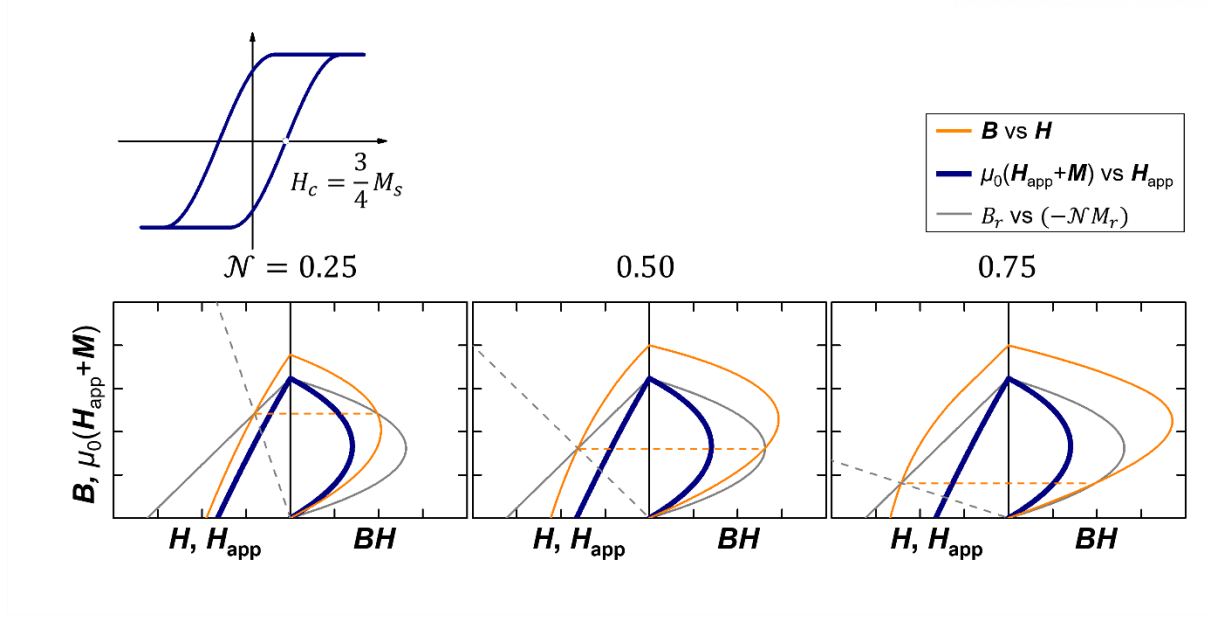 H_c = \frac{3}{4} M_s
B vs H
μ₀(H_app+M) vs H_app
B_r vs (−𝒩M_r)
𝒩 = 0.25
0.50
0.75
B, μ₀(H_app+M)
H, H_app
BH
H, H_app
BH
H, H_app
BH